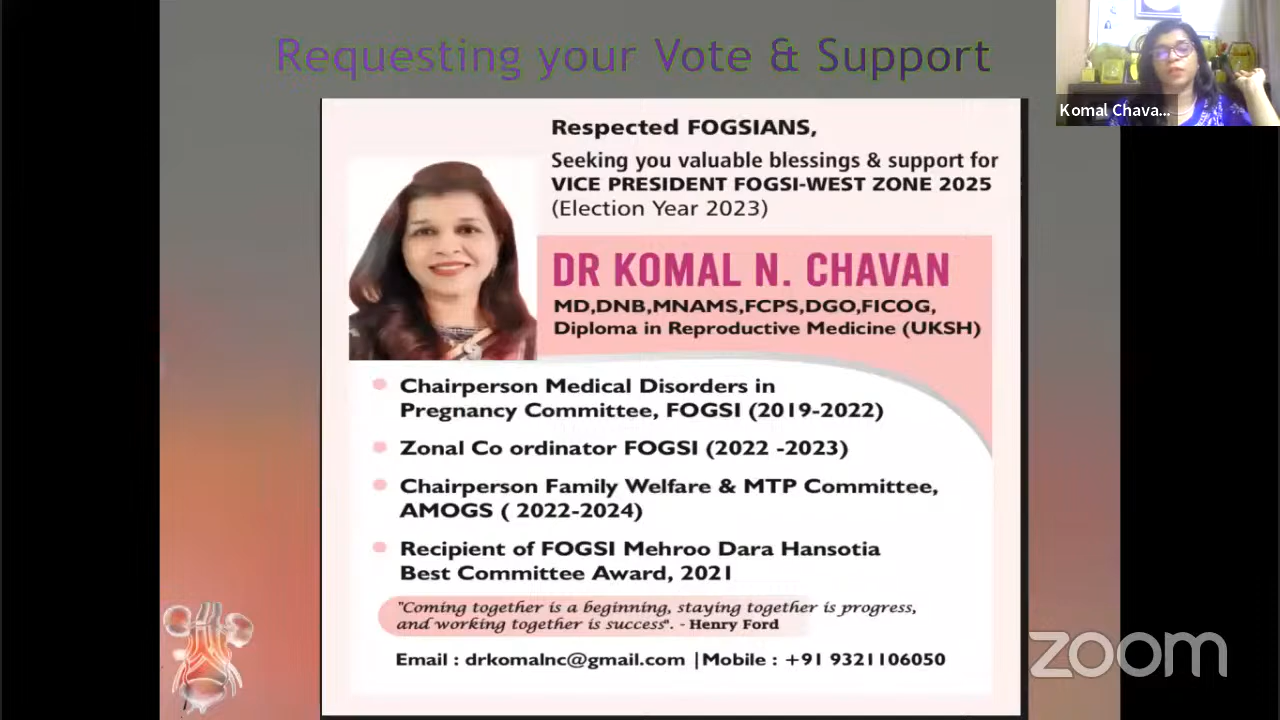 Requesting your Vote & Support
Komal Chava...
Respected FOGSIANS,
Seeking you valuable blessings & support for
VICE PRESIDENT FOGSI-WEST ZONE 2025
(Election Year 2023)
DR KOMAL N. CHAVAN
MD,DNB,MNAMS,FCPS,DGO,FICOG,
Diploma in Reproductive Medicine (UKSH)
Chairperson Medical Disorders in
Pregnancy Committee, FOGSI (2019-2022)
Zonal Co ordinator FOGSI (2022 -2023)
Chairperson Family Welfare & MTP Committee,
AMOGS ( 2022-2024)
Recipient of FOGSI Mehroo Dara Hansotia
Best Committee Award, 2021
"Coming together is a beginning, staying together is progress,
and working together is success". - Henry Ford
Email : drkomalnc@gmail.com |Mobile : +91 9321106050
zoom